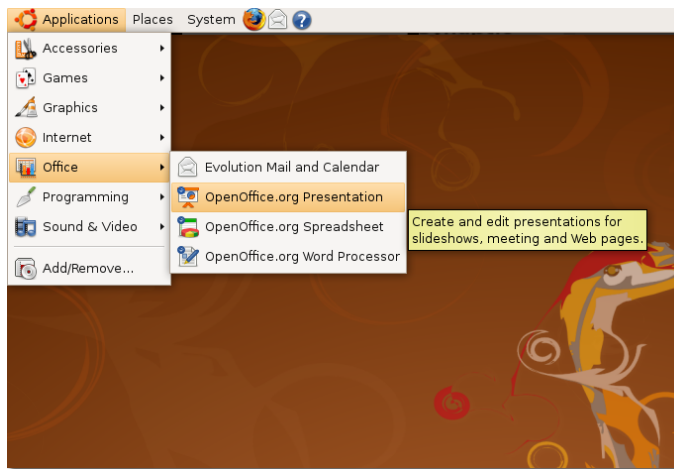 Applications Places System
Accessories
Games
Graphics
Internet
Office
Programming
Sound & Video
Add/Remove...
Evolution Mail and Calendar
OpenOffice.org Presentation
OpenOffice.org Spreadsheet
OpenOffice.org Word Processor
Create and edit presentations for
slideshows, meeting and Web pages.